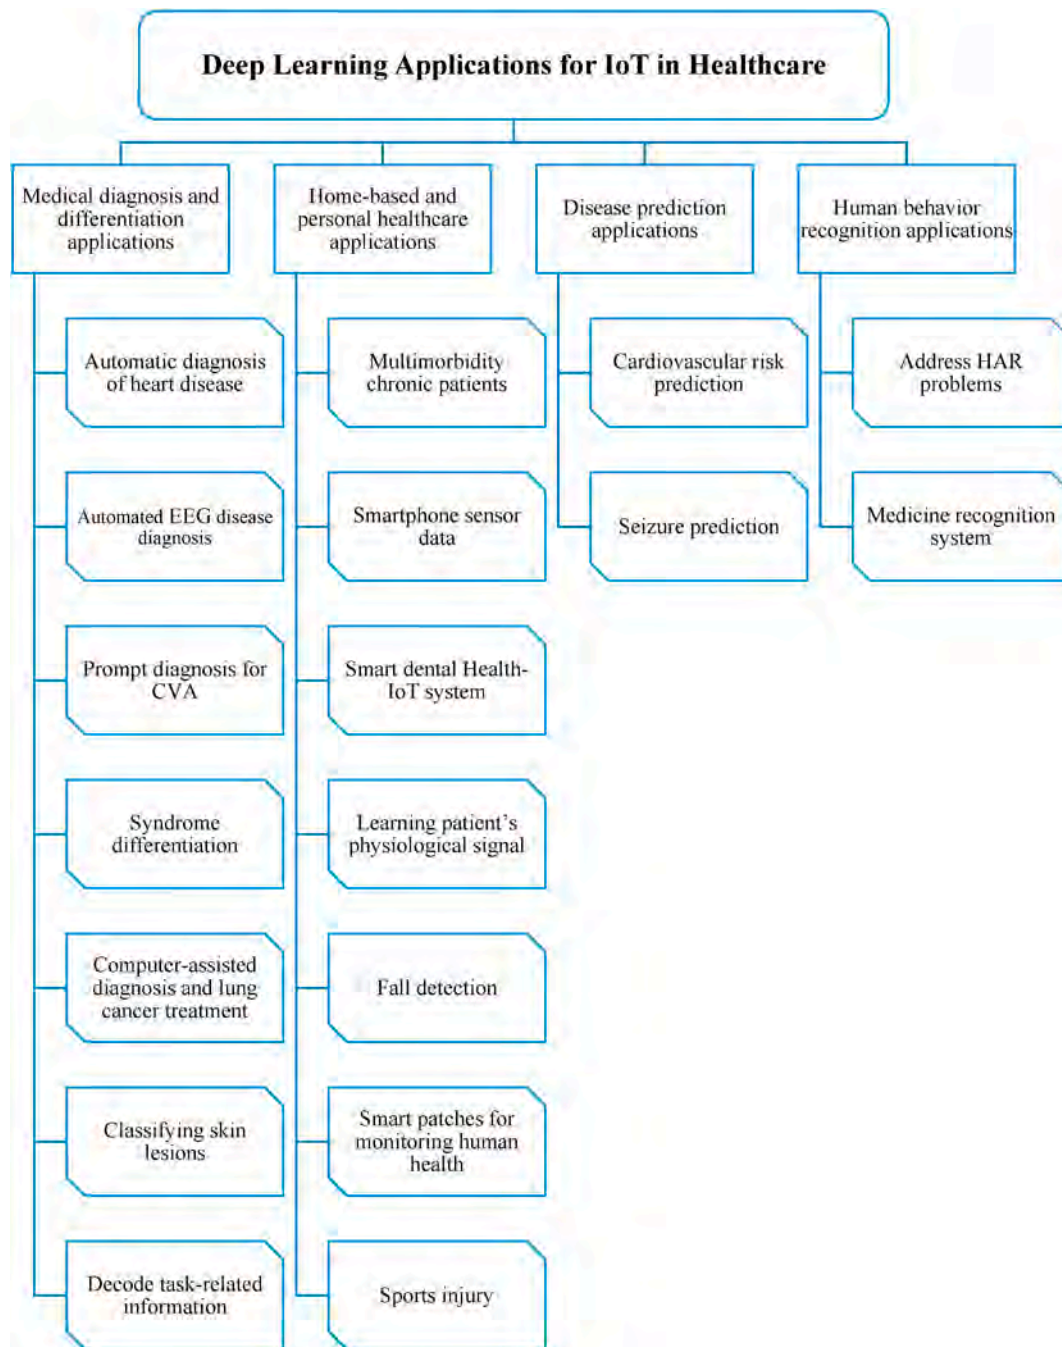 Deep Learning Applications for IoT in Healthcare
Medical diagnosis and
differentiation
applications
Home-based and
personal healthcare
applications
Disease prediction
applications
Human behavior
recognition applications
Automatic diagnosis
of heart disease
Multimorbidity
chronic patients
Cardiovascular risk
prediction
Address HAR
problems
Automated EEG disease
diagnosis
Smartphone sensor
data
Seizure prediction
Medicine recognition
system
Prompt diagnosis for
CVA
Smart dental Health-
IoT system
Syndrome
differentiation
Learning patient’s
physiological signal
Computer-assisted
diagnosis and lung
cancer treatment
Fall detection
Classifying skin
lesions
Smart patches for
monitoring human
health
Decode task-related
information
Sports injury